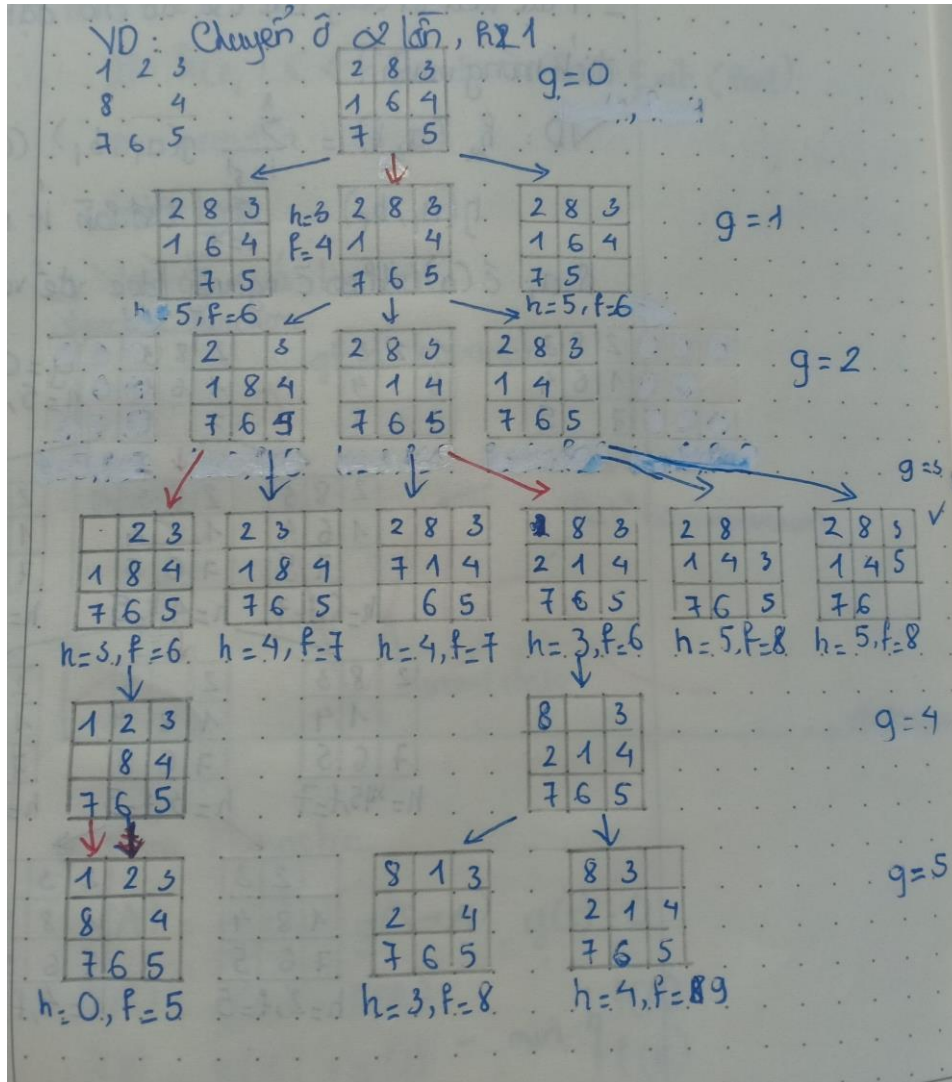 VD: Chuyển ô 2 lần, h≥1
1 2 3
8 4
7 6 5
2 8 3
1 6 4
7 5
g=0
2 8 3
1 6 4
7 5
h=5, f=6
h=3
f=4
2 8 3
1 4
7 6 5
2 8 3
1 6 4
7 5
h=5, f=6
g=1
2 3
1 8 4
7 6 5
2 8 3
1 4
7 6 5
2 8 3
1 4
7 6 5
g=2
g=3
2 3
1 8 4
7 6 5
h=3, f=6
2 3
1 8 4
7 6 5
h=4, f=7
2 8 3
7 1 4
6 5
h=4, f=7
8 3
2 1 4
7 6 5
h=3, f=6
2 8
1 4 3
7 6 5
h=5, f=8
2 8 3
1 4 5
7 6
h=5, f=8
✓
1 2 3
8 4
7 6 5
8 3
2 1 4
7 6 5
g=4
1 2 3
8 4
7 6 5
h=0, f=5
8 1 3
2 4
7 6 5
h=3, f=8
8 3
2 1 4
7 6 5
h=4, f=9
g=5